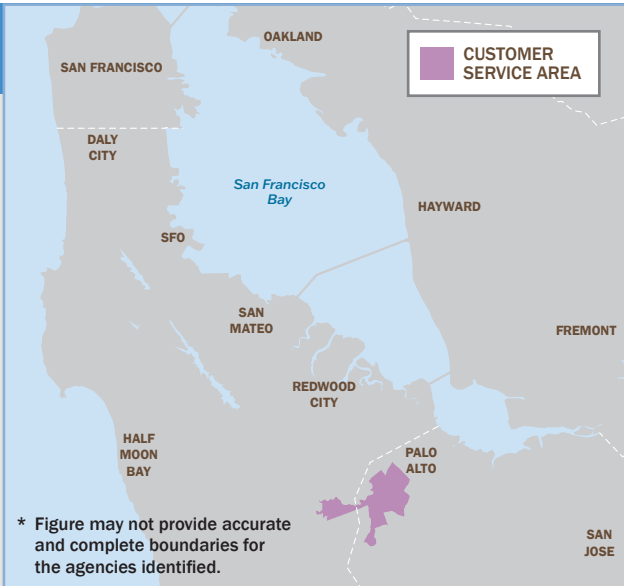 OAKLAND
CUSTOMER
SERVICE AREA
SAN FRANCISCO
DALY
CITY
San Francisco
Bay
HAYWARD
SFO
SAN
MATEO
FREMONT
REDWOOD
CITY
HALF
MOON
BAY
PALO
ALTO
* Figure may not provide accurate
and complete boundaries for
the agencies identified.
SAN
JOSE